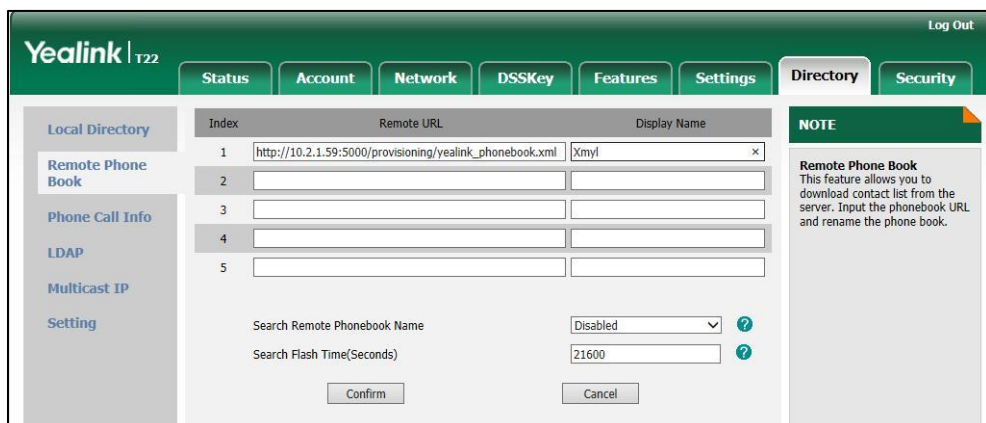 Log Out
Yealink T22
Status Account Network DSSKey Features Settings Directory Security
Local Directory
Remote Phone
Book
Phone Call Info
LDAP
Multicast IP
Setting
Index Remote URL Display Name
1 http://10.2.1.59:5000/provisioning/yealink_phonebook.xml Xmyl ×
2
3
4
5
Search Remote Phonebook Name Disabled ?
Search Flash Time(Seconds) 21600 ?
Confirm Cancel
NOTE
Remote Phone Book
This feature allows you to
download contact list from the
server. Input the phonebook URL
and rename the phone book.